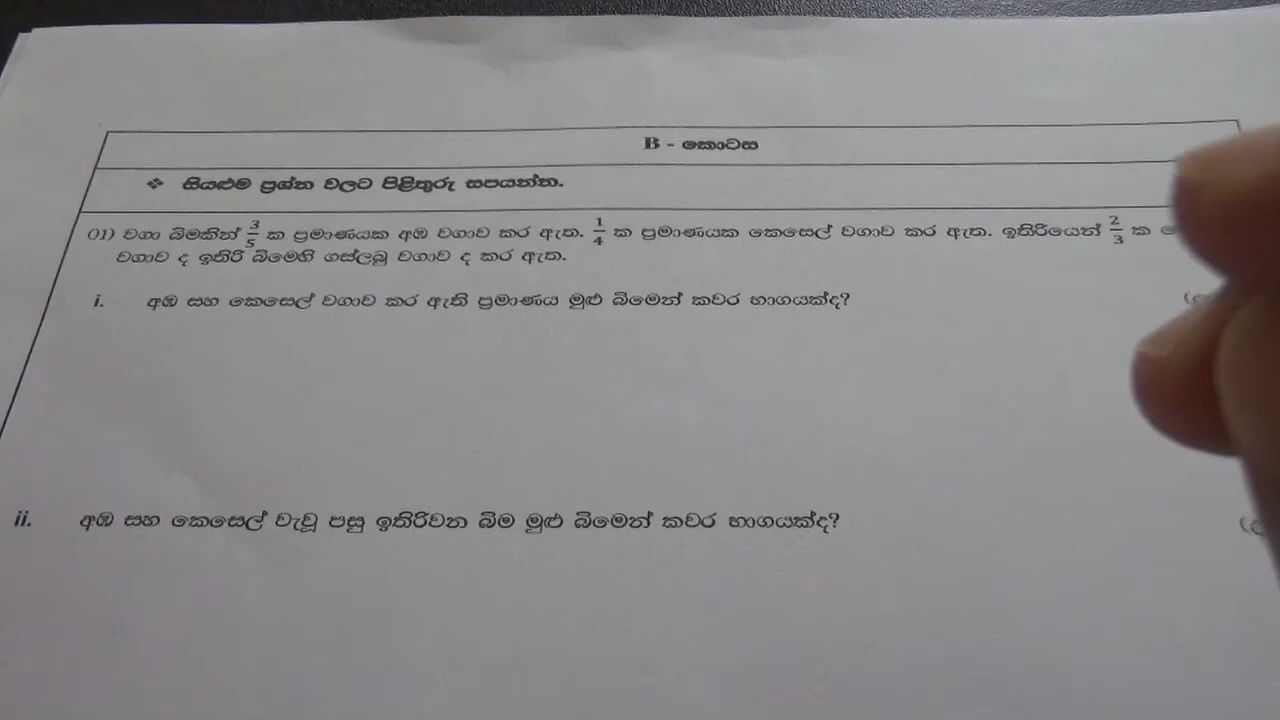 B - කොටස
❖ සියළුම ප්‍රශ්න වලට පිළිතුරු සපයන්න.
01) වගා බිමකින් 3/5 ක ප්‍රමාණයක අඹ වගාව කර ඇත. 1/4 ක ප්‍රමාණයක කෙසෙල් වගාව කර ඇත. ඉතිරියෙන් 2/3 ක
වගාව ද ඉතිරි බිමෙහි ගස්ලබු වගාව ද කර ඇත.
i. අඹ සහ කෙසෙල් වගාව කර ඇති ප්‍රමාණය මුළු බිමෙන් කවර භාගයක්ද?
ii. අඹ සහ කෙසෙල් වැවූ පසු ඉතිරිවන බිම මුළු බිමෙන් කවර භාගයක්ද?